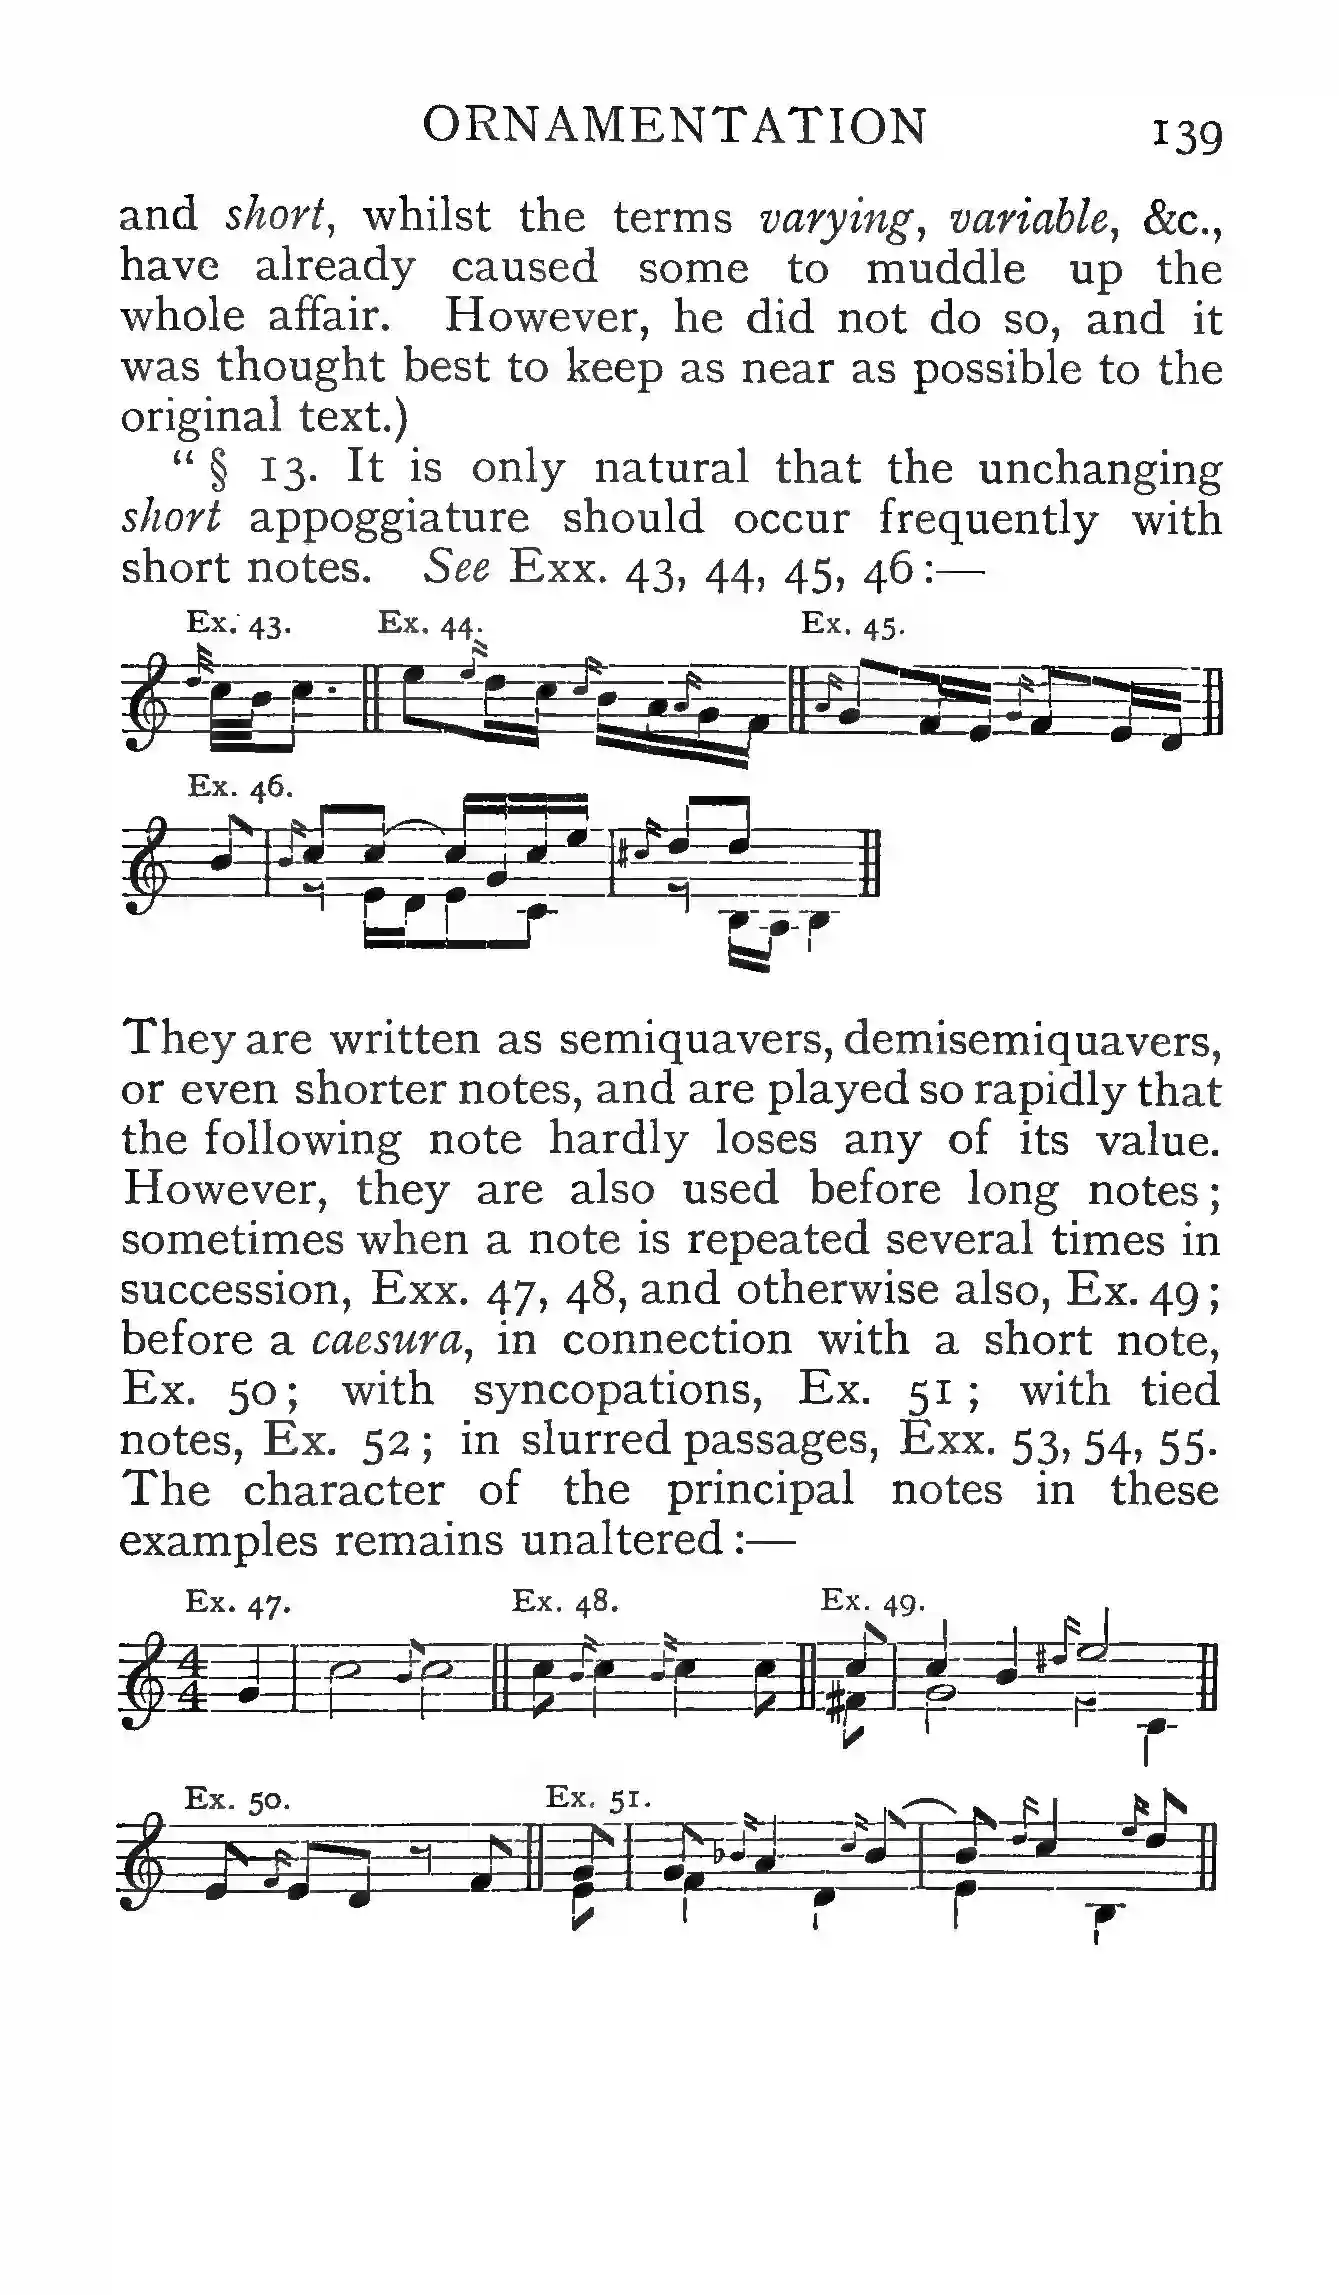 ORNAMENTATION 139
and short, whilst the terms varying, variable, &c.,
have already caused some to muddle up the
whole affair. However, he did not do so, and it
was thought best to keep as near as possible to the
original text.)
“ § 13. It is only natural that the unchanging
short appoggiature should occur frequently with
short notes. See Exx. 43, 44, 45, 46 :—
Ex. 43. Ex. 44. Ex. 45.
Ex. 46.
They are written as semiquavers, demisemiquavers,
or even shorter notes, and are played so rapidly that
the following note hardly loses any of its value.
However, they are also used before long notes ;
sometimes when a note is repeated several times in
succession, Exx. 47, 48, and otherwise also, Ex. 49 ;
before a caesura, in connection with a short note,
Ex. 50 ; with syncopations, Ex. 51 ; with tied
notes, Ex. 52 ; in slurred passages, Exx. 53, 54, 55.
The character of the principal notes in these
examples remains unaltered :—
Ex. 47. Ex. 48. Ex. 49.
4
4
Ex. 50. Ex. 51.